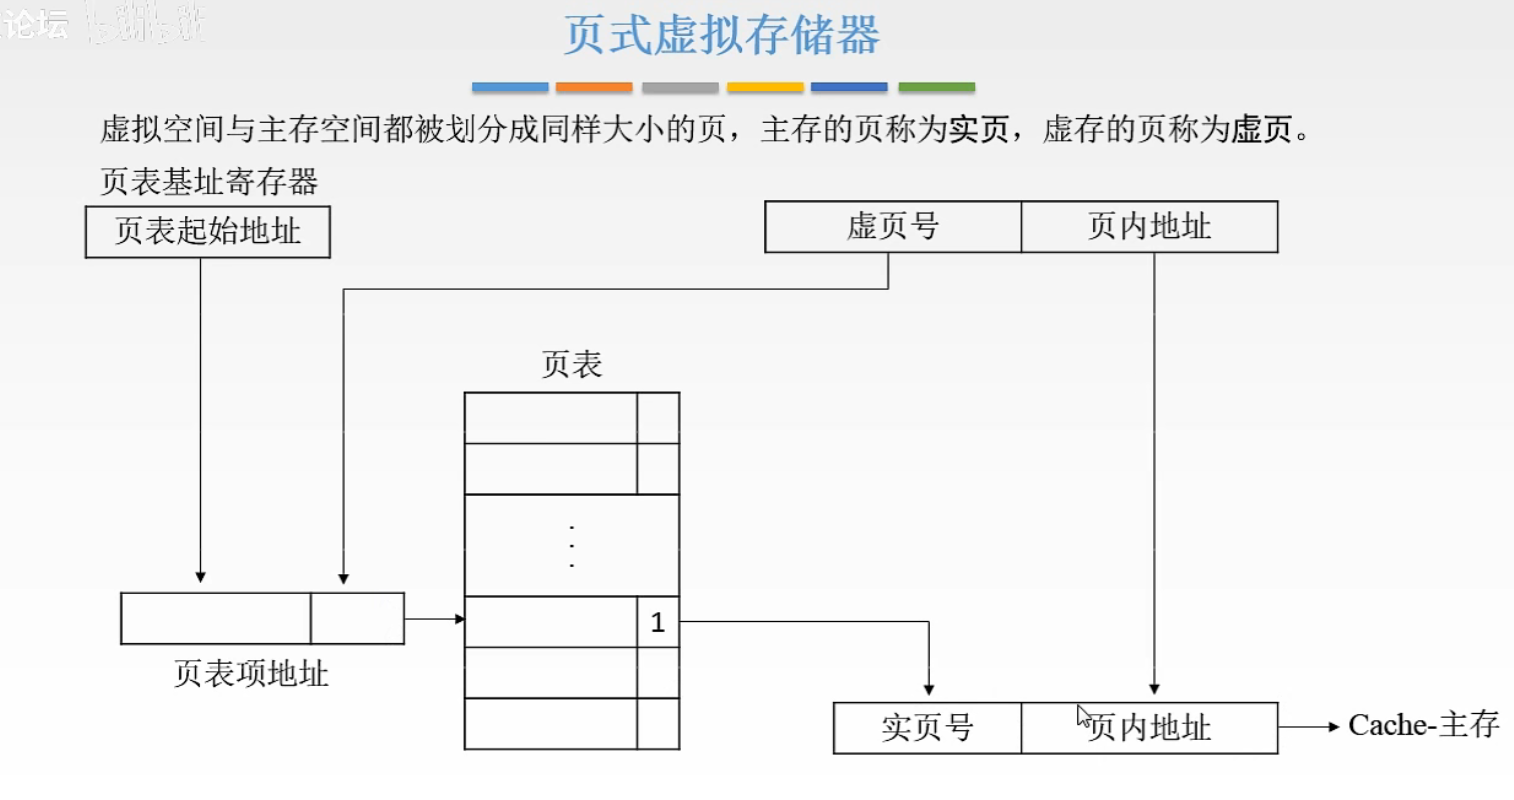 论坛 bilibili
页式虚拟存储器
虚拟空间与主存空间都被划分成同样大小的页，主存的页称为实页，虚存的页称为虚页。
页表基址寄存器
页表起始地址
虚页号 页内地址
页表
1
页表项地址
实页号 页内地址
Cache-主存